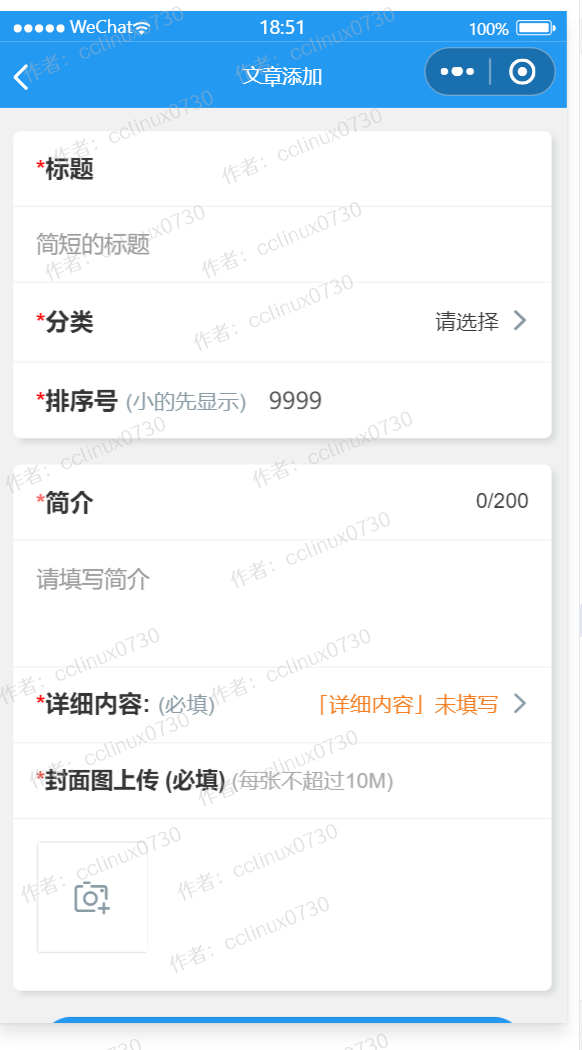 WeChat 18:51 100%
文章添加
*标题
简短的标题
*分类 请选择
*排序号 (小的先显示) 9999
*简介 0/200
请填写简介
*详细内容: (必填) 「详细内容」未填写
*封面图上传 (必填) (每张不超过10M)
作者：cclinux0730